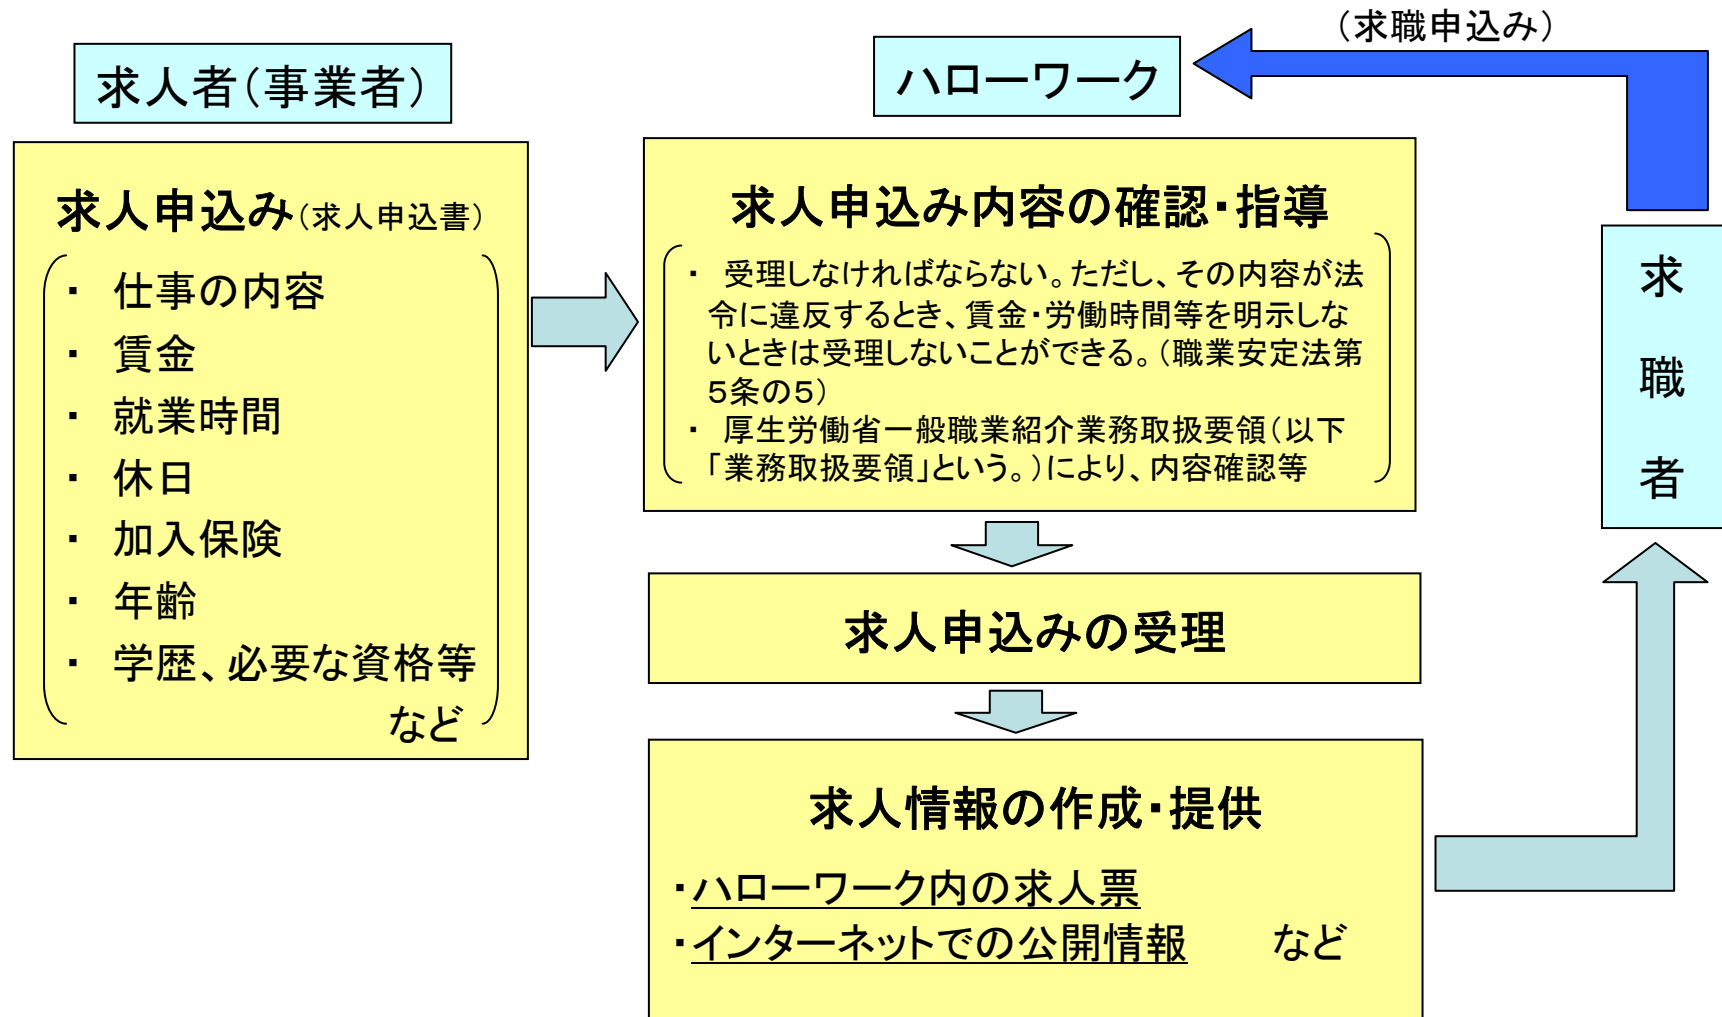 (求職申込み)
求人者(事業者)
ハローワーク
求人申込み(求人申込書)
・ 仕事の内容
・ 賃金
・ 就業時間
・ 休日
・ 加入保険
・ 年齢
・ 学歴、必要な資格等
など
求人申込み内容の確認・指導
・ 受理しなければならない。ただし、その内容が法
令に違反するとき、賃金・労働時間等を明示しな
いときは受理しないことができる。(職業安定法第
5条の5)
・ 厚生労働省一般職業紹介業務取扱要領(以下
「業務取扱要領」という。)により、内容確認等
求人申込みの受理
求人情報の作成・提供
・ハローワーク内の求人票
・インターネットでの公開情報 など
求
職
者